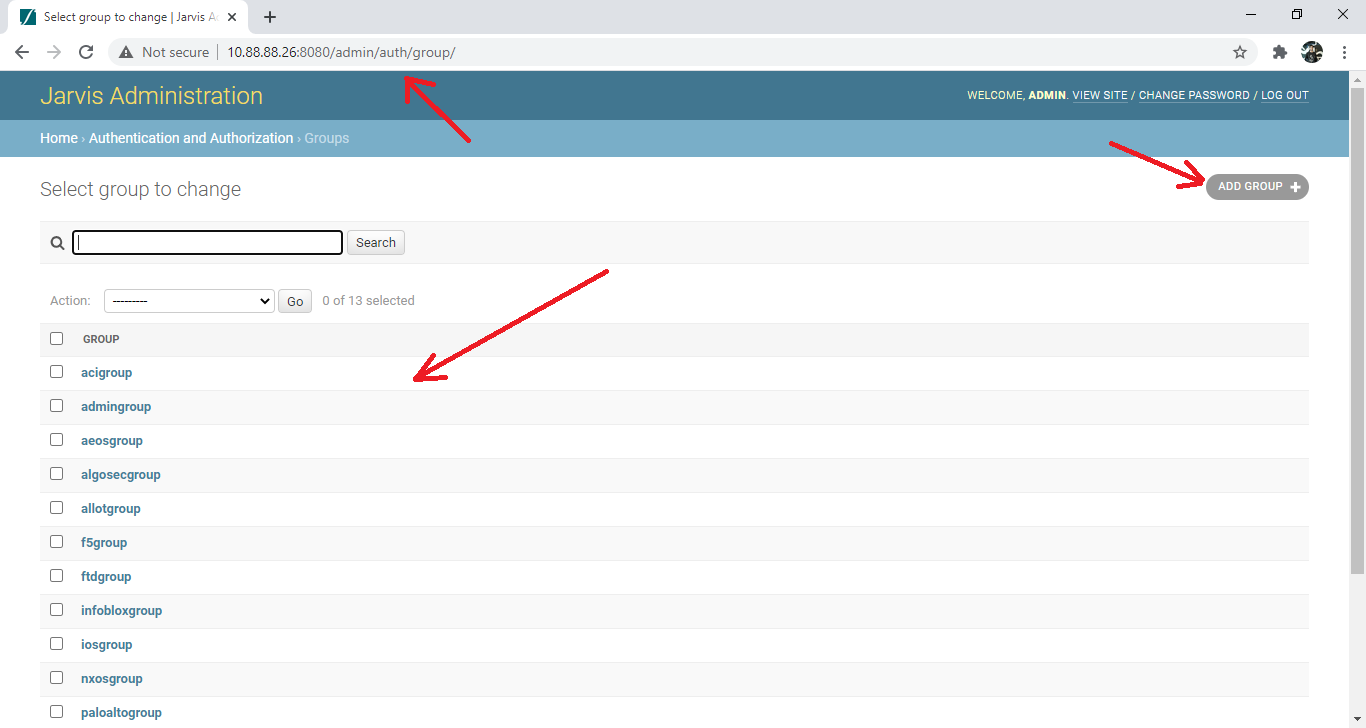 Select group to change | Jarvis A
Not secure | 10.88.88.26:8080/admin/auth/group/
Jarvis Administration
WELCOME, ADMIN. VIEW SITE / CHANGE PASSWORD / LOG OUT
Home › Authentication and Authorization › Groups
Select group to change
ADD GROUP +
Search
Action: --------- Go 0 of 13 selected
GROUP
acigroup
admingroup
aeosgroup
algosecgroup
allotgroup
f5group
ftdgroup
infobloxgroup
iosgroup
nxosgroup
paloaltogroup